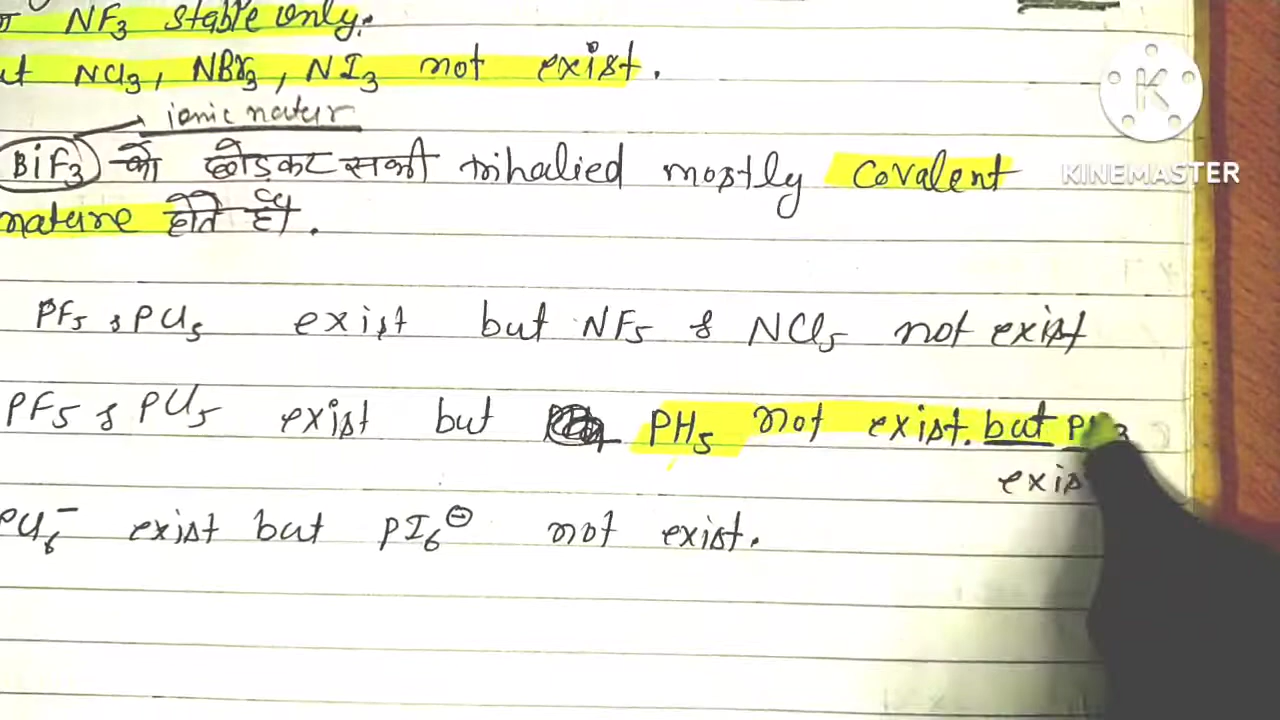 NF3 stable only.
NCl3, NBr3, NI3 not exist.
ionic natur
BiF3 को छोड़कर सभी trihalied mostly covalent
nature होते है।.
PF5 & PCl5 exist but NF5 & NCl5 not exist
PF5 & PCl5 exist but PH5 not exist. but
PCl6⁻ exist but PI6⊖ not exist.
KINEMASTER